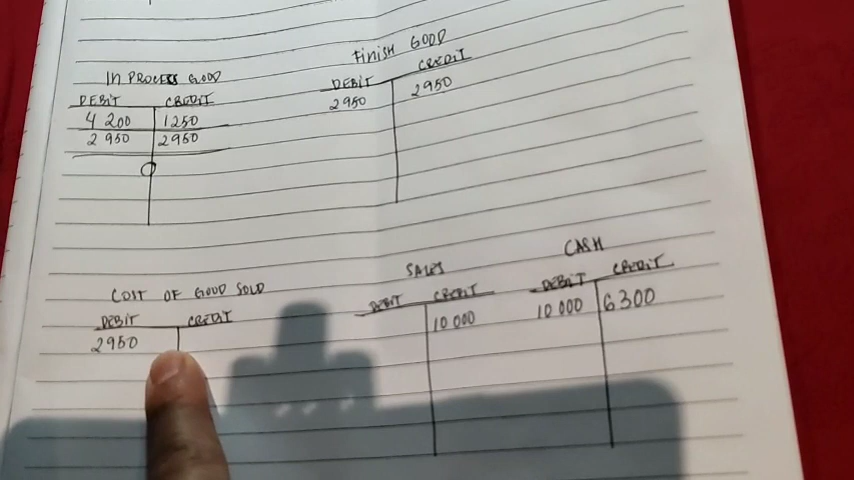 IN PROCESS GOOD
DEBIT CREDIT
4 200 1250
2 950 2950
0
FINISH GOOD
DEBIT CREDIT
2950 2950
COST OF GOOD SOLD
DEBIT CREDIT
2950
SALES
DEBIT CREDIT
10 000
CASH
DEBIT CREDIT
10 000 6300